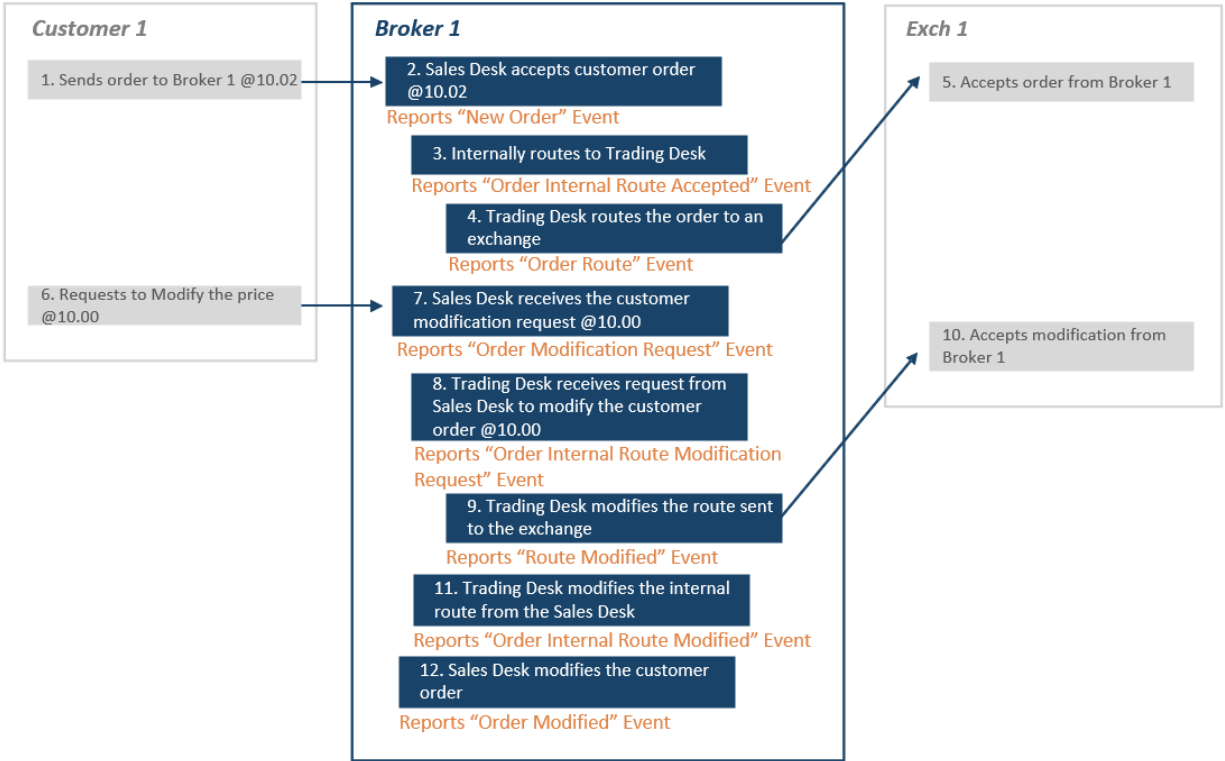 Customer 1
1. Sends order to Broker 1 @10.02
6. Requests to Modify the price
@10.00
Broker 1
2. Sales Desk accepts customer order
@10.02
Reports “New Order” Event
3. Internally routes to Trading Desk
Reports “Order Internal Route Accepted” Event
4. Trading Desk routes the order to an
exchange
Reports “Order Route” Event
7. Sales Desk receives the customer
modification request @10.00
Reports “Order Modification Request” Event
8. Trading Desk receives request from
Sales Desk to modify the customer
order @10.00
Reports “Order Internal Route Modification
Request” Event
9. Trading Desk modifies the route sent
to the exchange
Reports “Route Modified” Event
11. Trading Desk modifies the internal
route from the Sales Desk
Reports “Order Internal Route Modified” Event
12. Sales Desk modifies the customer
order
Reports “Order Modified” Event
Exch 1
5. Accepts order from Broker 1
10. Accepts modification from
Broker 1